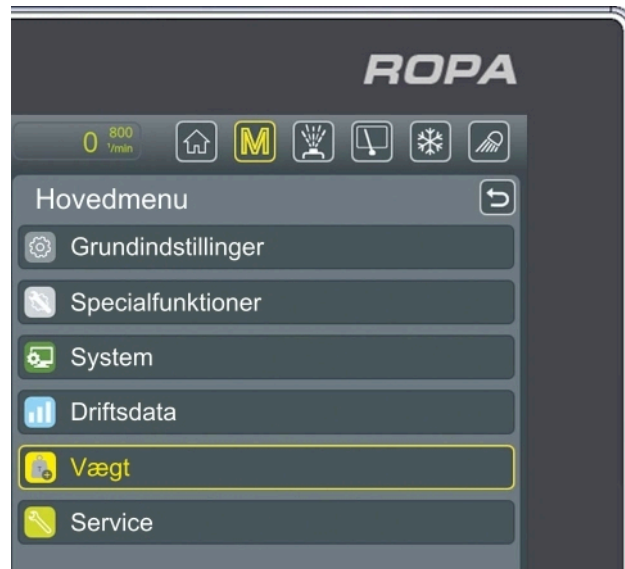 ROPA
0 800
1/min
M
Hovedmenu
Grundindstillinger
Specialfunktioner
System
Driftsdata
Vægt
Service